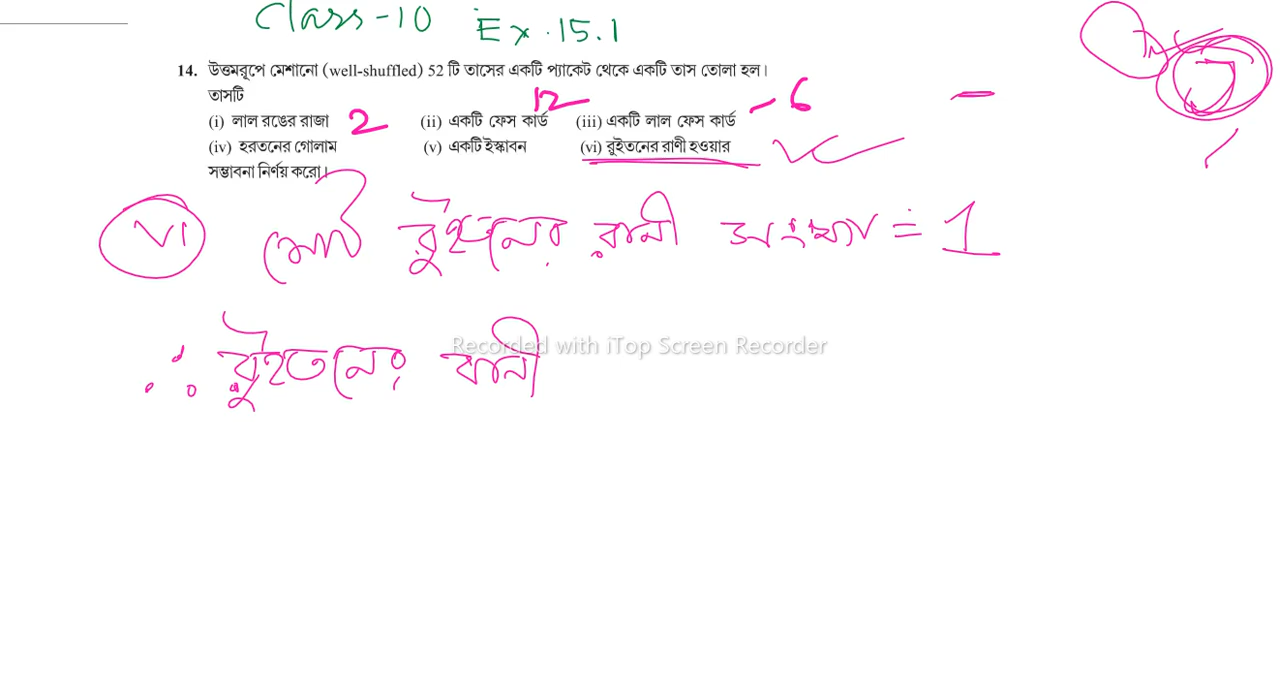 Class-10 Ex.15.1
14. উত্তমরূপে মেশানো (well-shuffled) 52 টি তাসের একটি প্যাকেট থেকে একটি তাস তোলা হল।
তাসটি
(i) লাল রঙের রাজা 2 (ii) একটি ফেস কার্ড 12 (iii) একটি লাল ফেস কার্ড - 6
(iv) হরতনের গোলাম (v) একটি ইস্কাবন (vi) রুইতনের রাণী হওয়ার
সম্ভাবনা নির্ণয় করো।
VI মোট রুইতনের রানী সংখ্যা = 1
∴ রুইতনের রানী
Recorded with iTop Screen Recorder